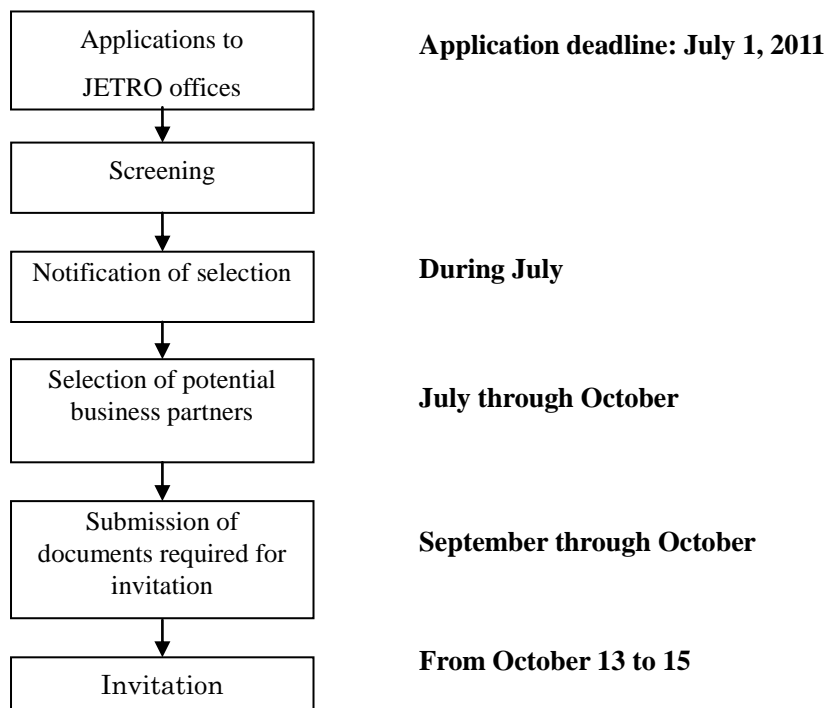 Applications to
JETRO offices
Application deadline: July 1, 2011
Screening
Notification of selection
During July
Selection of potential
business partners
July through October
Submission of
documents required for
invitation
September through October
Invitation
From October 13 to 15